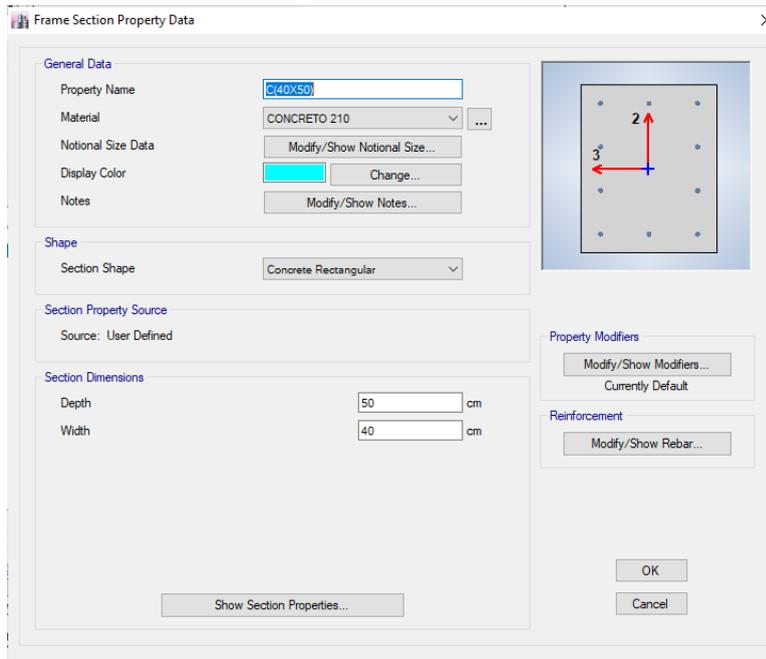 Frame Section Property Data
General Data
Property Name C(40X50)
Material CONCRETO 210 ...
Notional Size Data Modify/Show Notional Size...
Display Color Change...
Notes Modify/Show Notes...
Shape
Section Shape Concrete Rectangular
Section Property Source
Source: User Defined
Section Dimensions
Depth 50 cm
Width 40 cm
Show Section Properties...
2
3
Property Modifiers
Modify/Show Modifiers...
Currently Default
Reinforcement
Modify/Show Rebar...
OK
Cancel